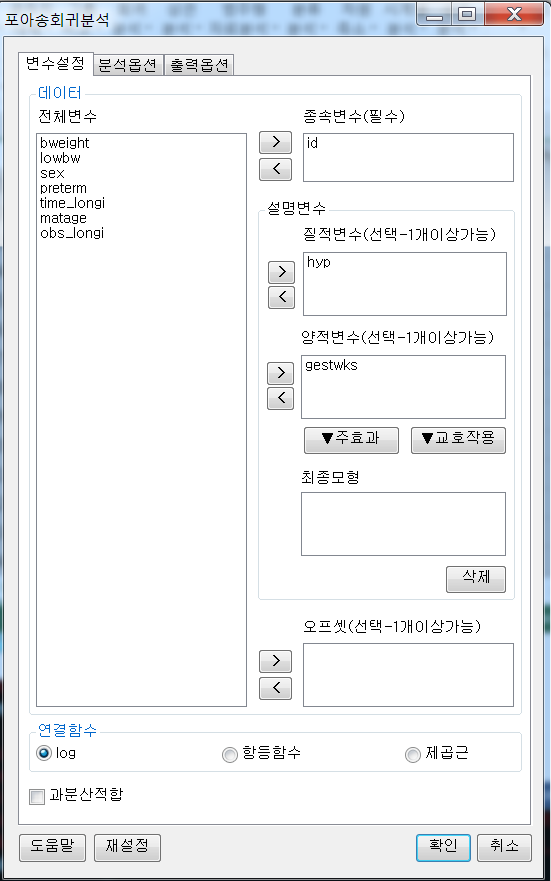 포아송회귀분석
변수설정 분석옵션 출력옵션
데이터
전체변수
bweight
lowbw
sex
preterm
time_longi
matage
obs_longi
>
<
종속변수(필수)
id
설명변수
질적변수(선택-1개이상가능)
>
<
hyp
양적변수(선택-1개이상가능)
>
<
gestwks
▼주효과 ▼교호작용
최종모형
삭제
오프셋(선택-1개이상가능)
>
<
연결함수
log 항등함수 제곱근
과분산적합
도움말 재설정 확인 취소